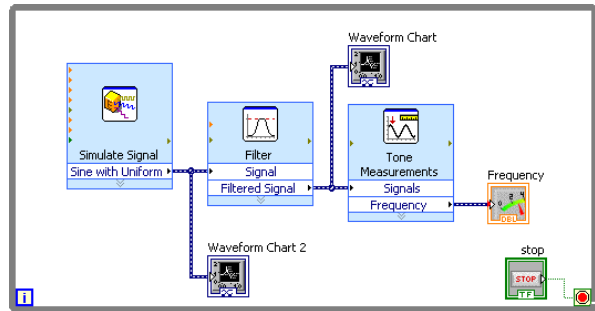 Waveform Chart
Simulate Signal
Sine with Uniform
Filter
Signal
Filtered Signal
Tone
Measurements
Signals
Frequency
Frequency
DBL
Waveform Chart 2
stop
STOP
TF
i